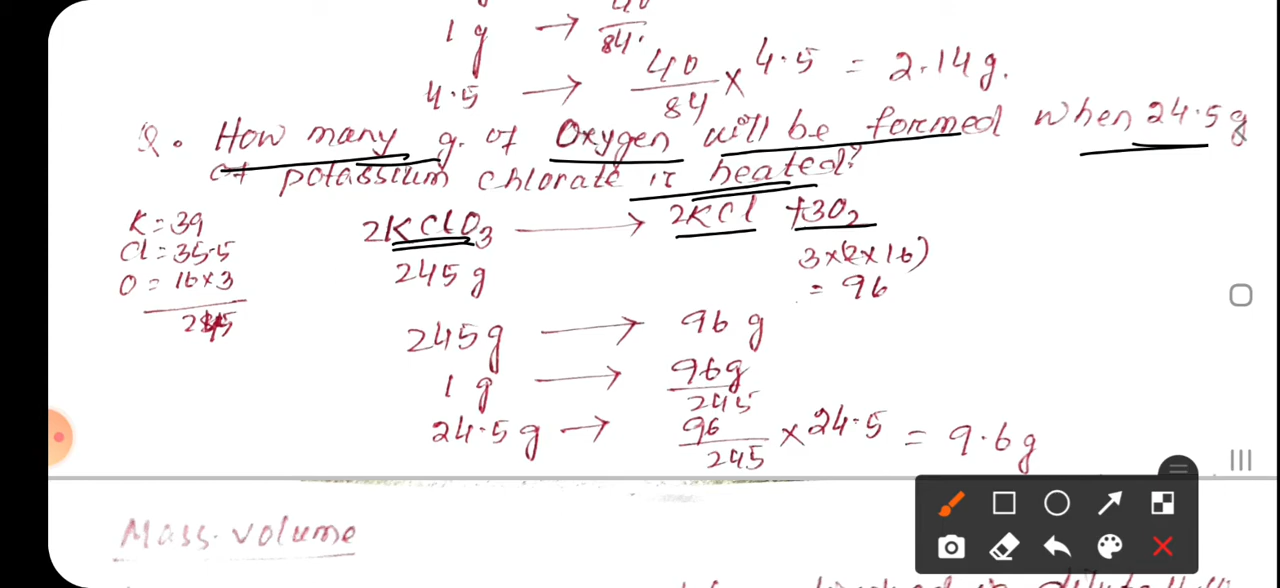 1 g → 40/84.
4.5 → 40/84 × 4.5 = 2.14 g.
Q. How many g. of Oxygen will be formed when 24.5 g
of potassium chlorate is heated?
K = 39
Cl = 35.5
O = 16×3
245
2KClO3 → 2KCl + 3O2
245 g
3×(2×16)
= 96
245 g → 96 g
1 g → 96g/245
24.5 g → 96/245 × 24.5 = 9.6 g
Mass-volume
in dilute